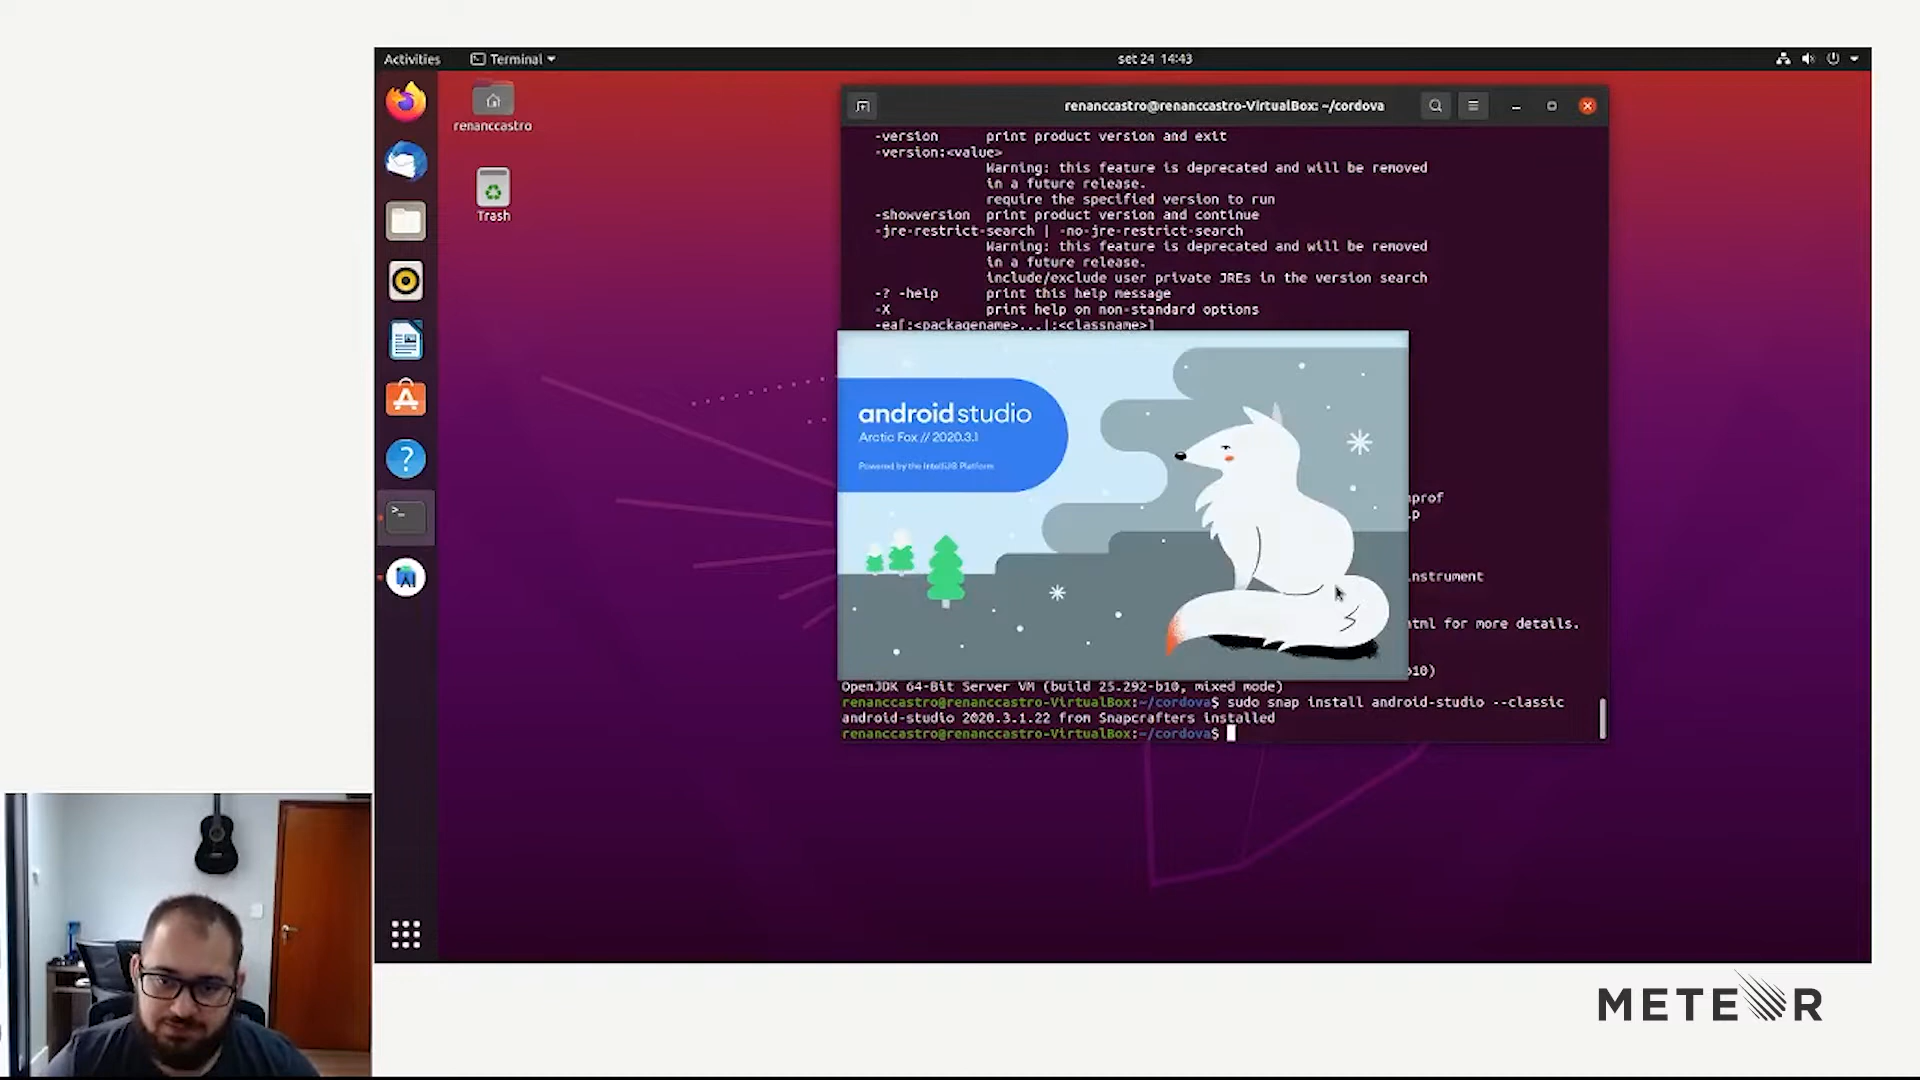 Activities
Terminal
set 24 14:43
renanccastro
Trash
renanccastro@renanccastro-VirtualBox: ~/cordova
-version print product version and exit
-version:<value>
Warning: this feature is deprecated and will be removed
in a future release.
require the specified version to run
-showversion print product version and continue
-jre-restrict-search | -no-jre-restrict-search
Warning: this feature is deprecated and will be removed
in a future release.
include/exclude user private JREs in the version search
-? -help print this help message
-X print help on non-standard options
-ea[:<packagename>...|:<classname>]
android studio
Arctic Fox // 2020.3.1
Powered by the IntelliJ® Platform
html for more details.
OpenJDK 64-Bit Server VM (build 25.292-b10, mixed mode)
renanccastro@renanccastro-VirtualBox:~/cordova$ sudo snap install android-studio --classic
android-studio 2020.3.1.22 from Snapcrafters installed
renanccastro@renanccastro-VirtualBox:~/cordova$
METEOR